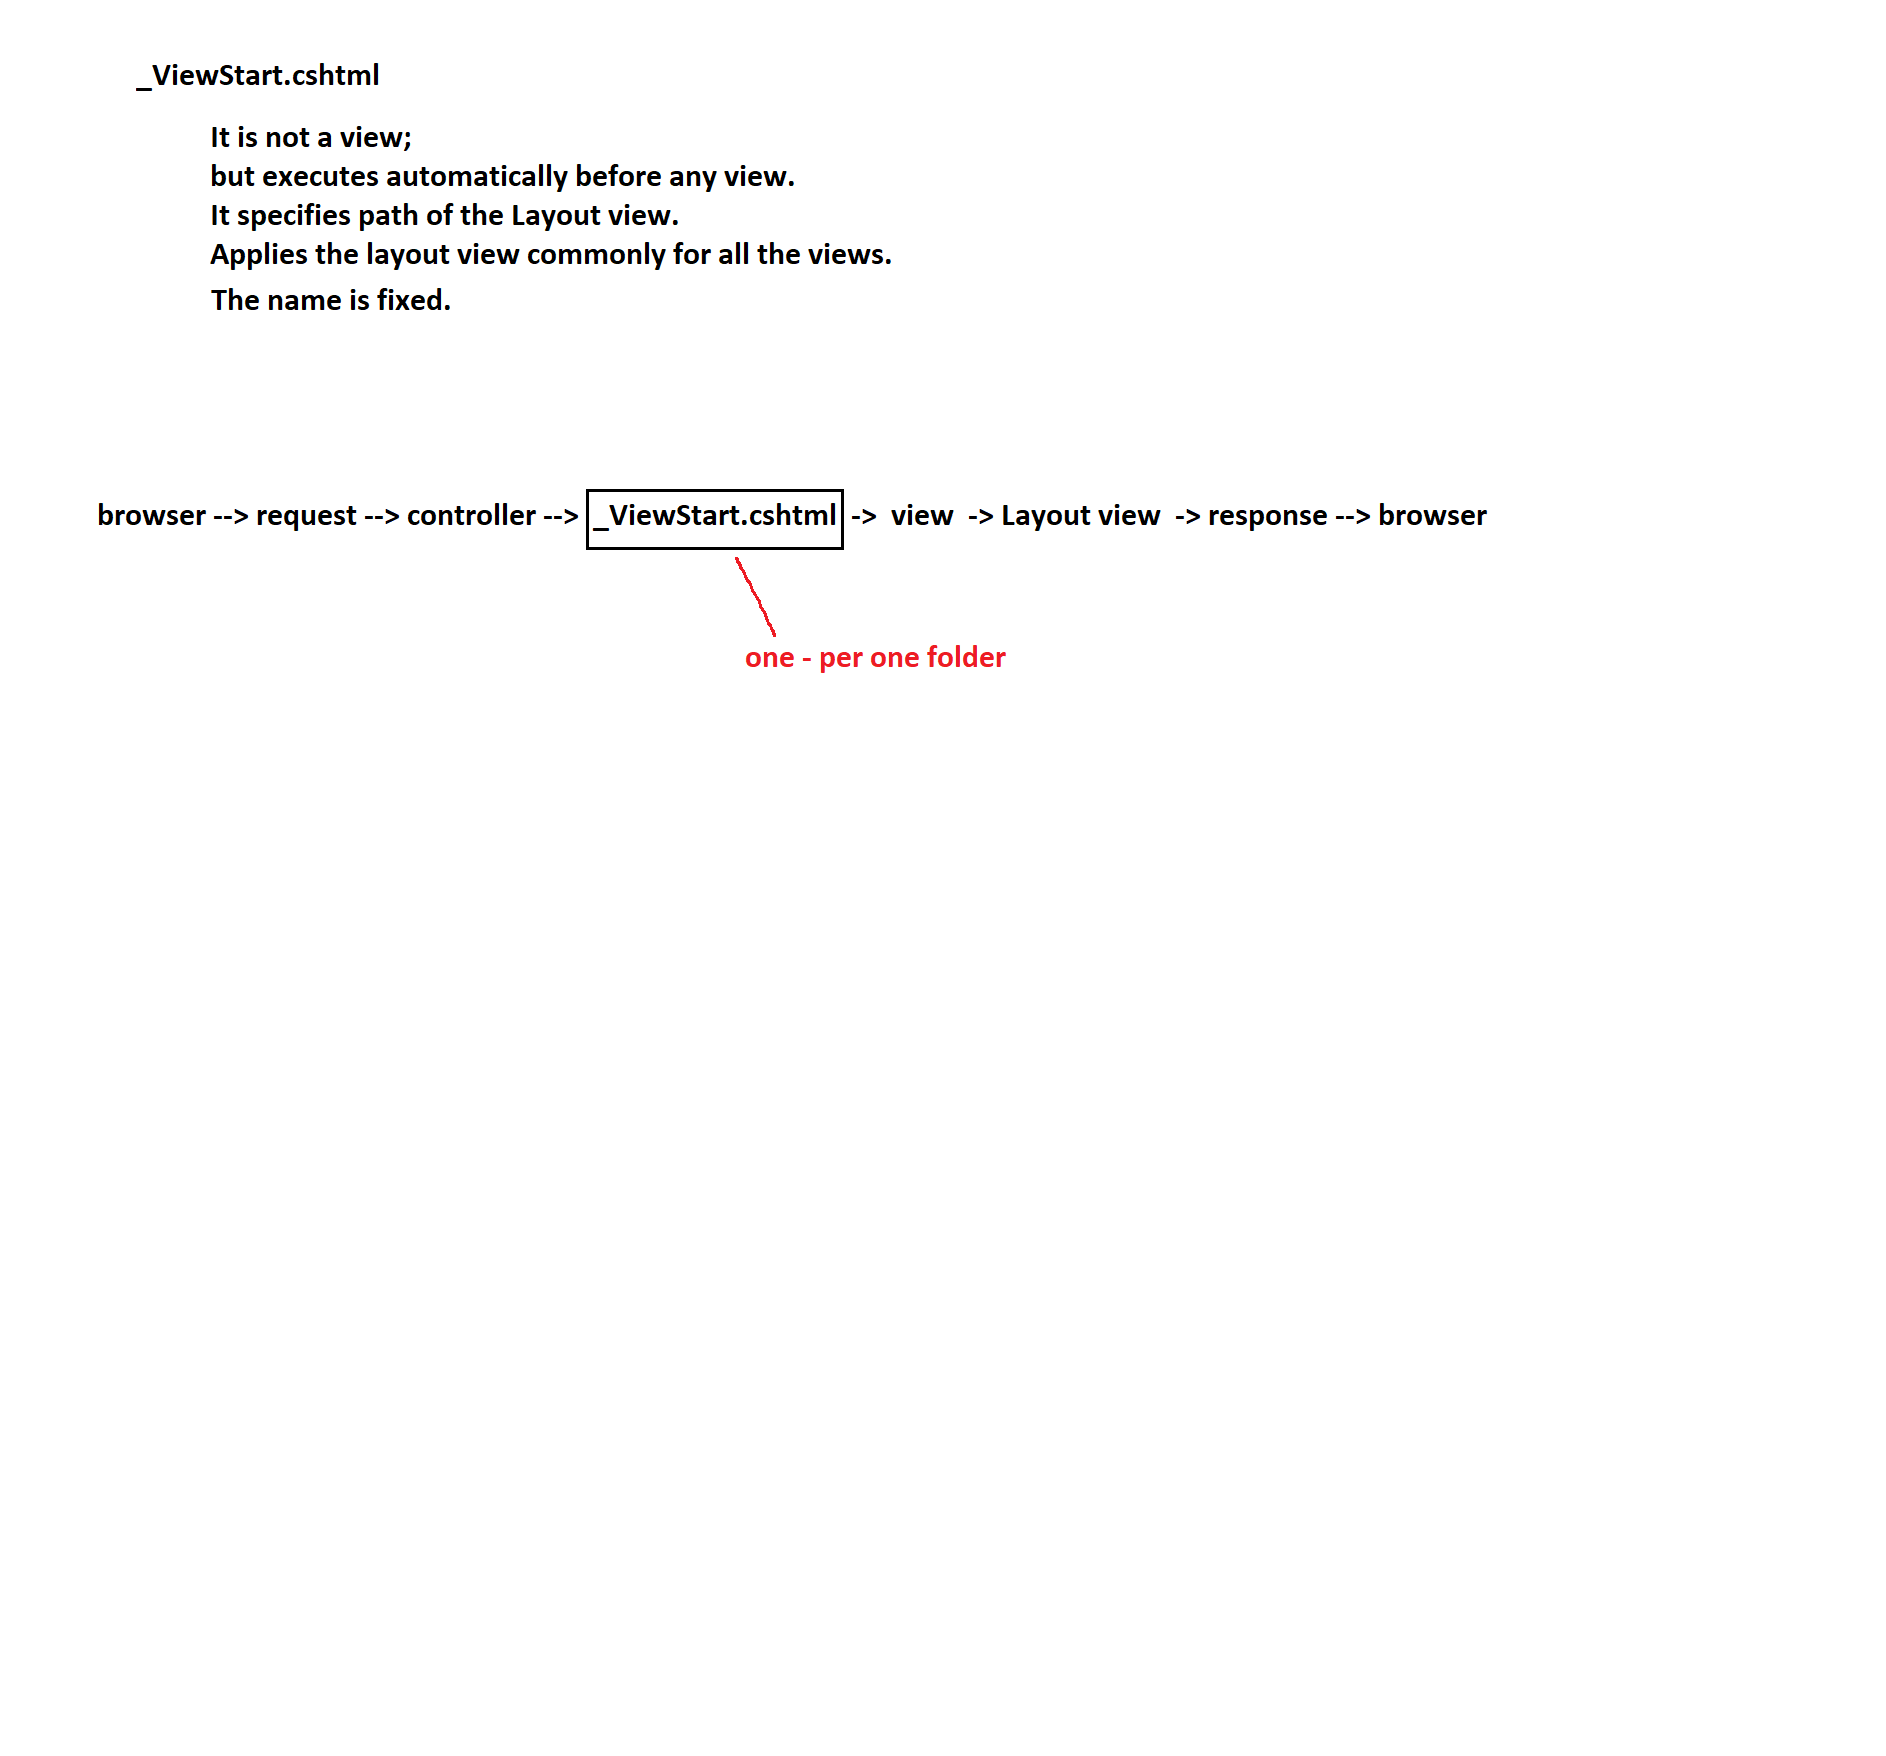 _ViewStart.cshtml
It is not a view;
but executes automatically before any view.
It specifies path of the Layout view.
Applies the layout view commonly for all the views.
The name is fixed.
browser --> request --> controller --> _ViewStart.cshtml -> view -> Layout view -> response --> browser
one - per one folder